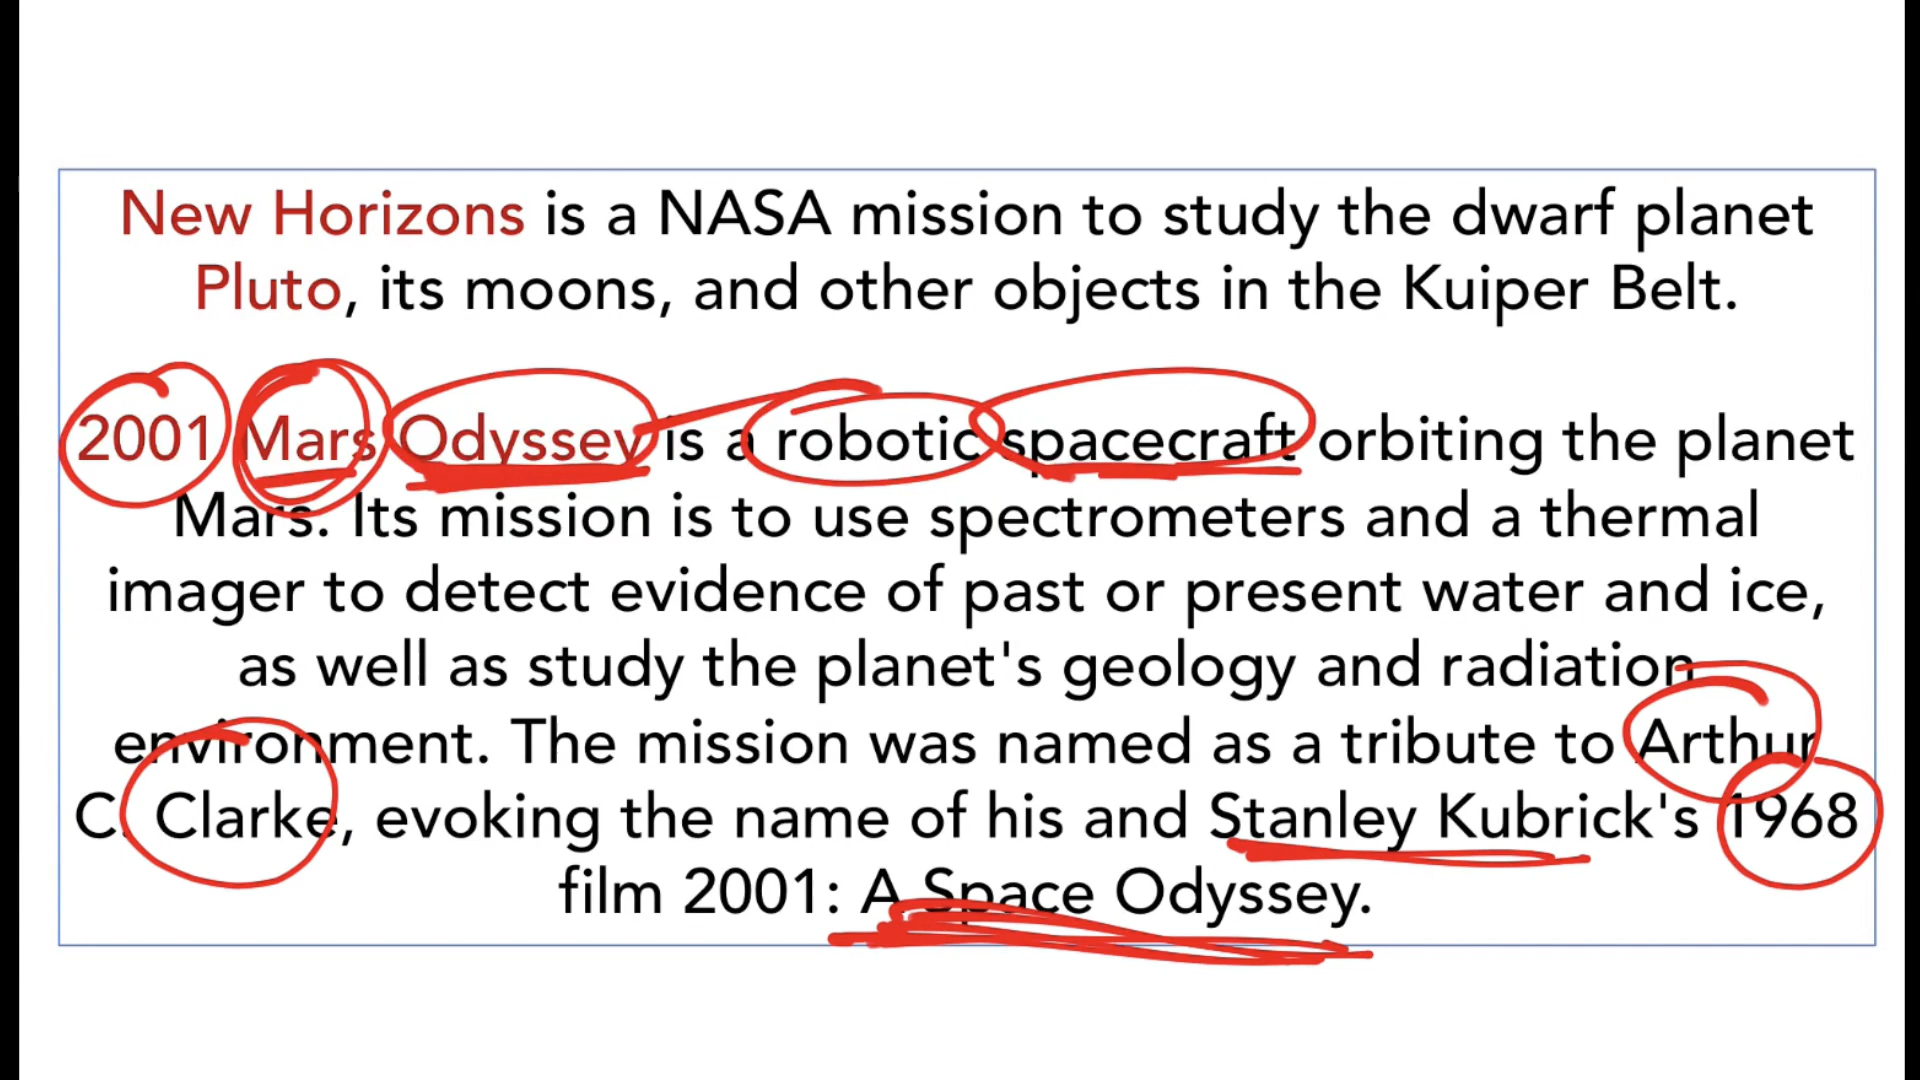 New Horizons is a NASA mission to study the dwarf planet
Pluto, its moons, and other objects in the Kuiper Belt.
2001 Mars Odyssey is a robotic spacecraft orbiting the planet
Mars. Its mission is to use spectrometers and a thermal
imager to detect evidence of past or present water and ice,
as well as study the planet's geology and radiation
environment. The mission was named as a tribute to Arthur
C. Clarke, evoking the name of his and Stanley Kubrick's 1968
film 2001: A Space Odyssey.